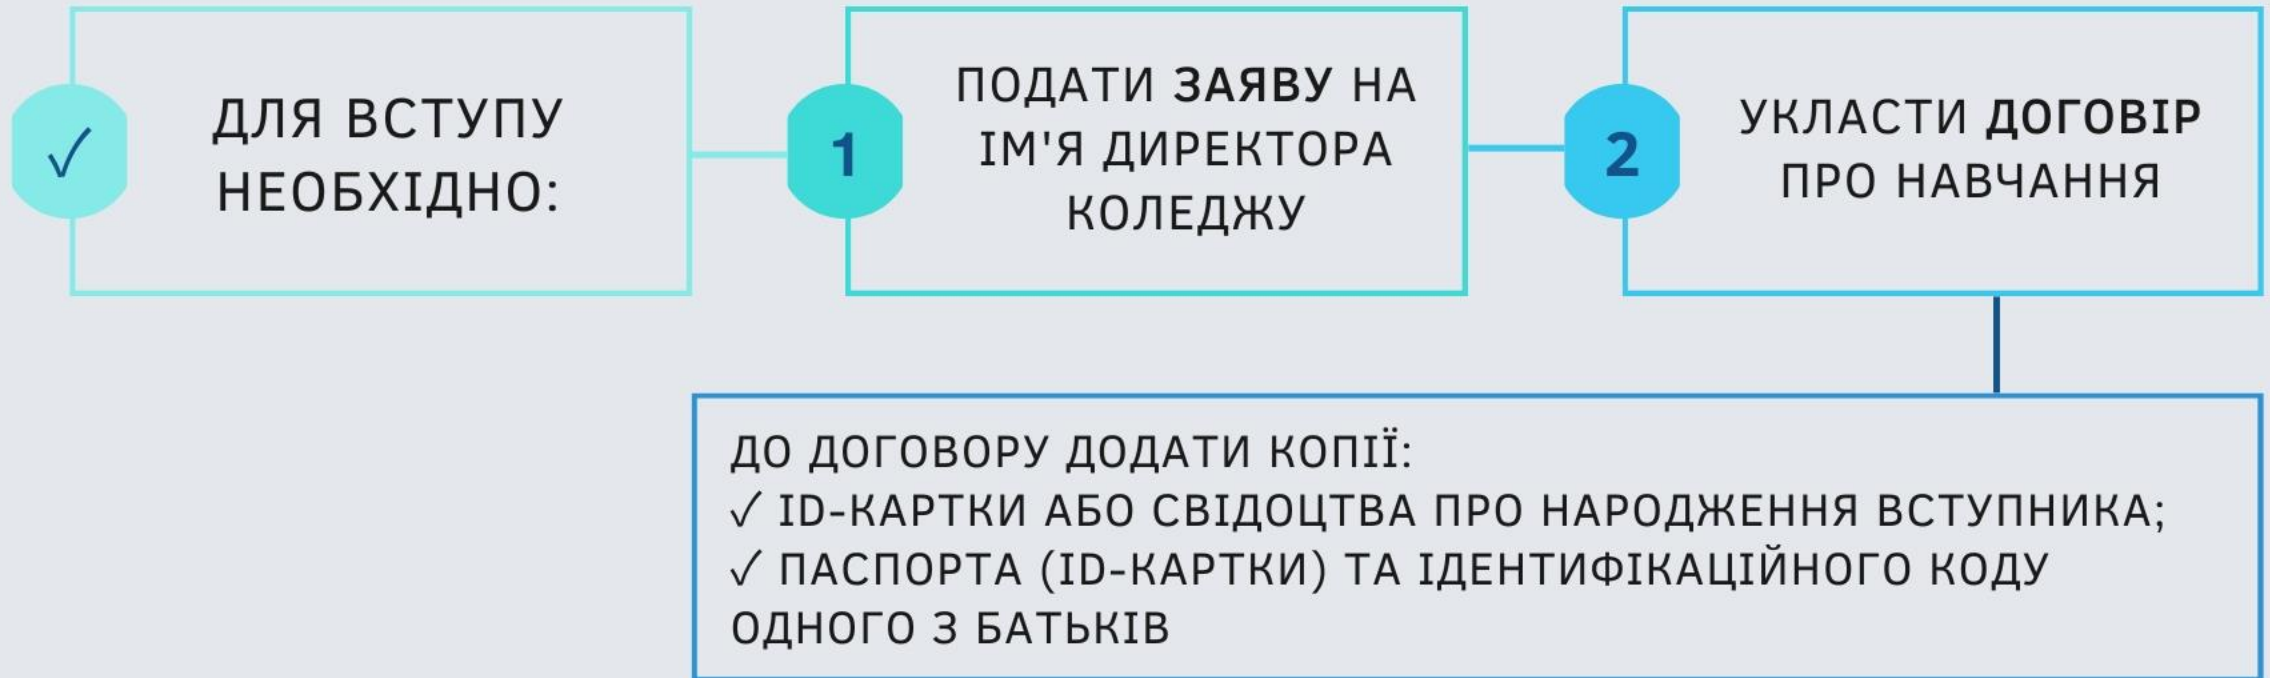 ✓
ДЛЯ ВСТУПУ
НЕОБХІДНО:
1
ПОДАТИ ЗАЯВУ НА
ІМ'Я ДИРЕКТОРА
КОЛЕДЖУ
2
УКЛАСТИ ДОГОВІР
ПРО НАВЧАННЯ
ДО ДОГОВОРУ ДОДАТИ КОПІЇ:
✓ ID-КАРТКИ АБО СВІДОЦТВА ПРО НАРОДЖЕННЯ ВСТУПНИКА;
✓ ПАСПОРТА (ID-КАРТКИ) ТА ІДЕНТИФІКАЦІЙНОГО КОДУ
ОДНОГО З БАТЬКІВ